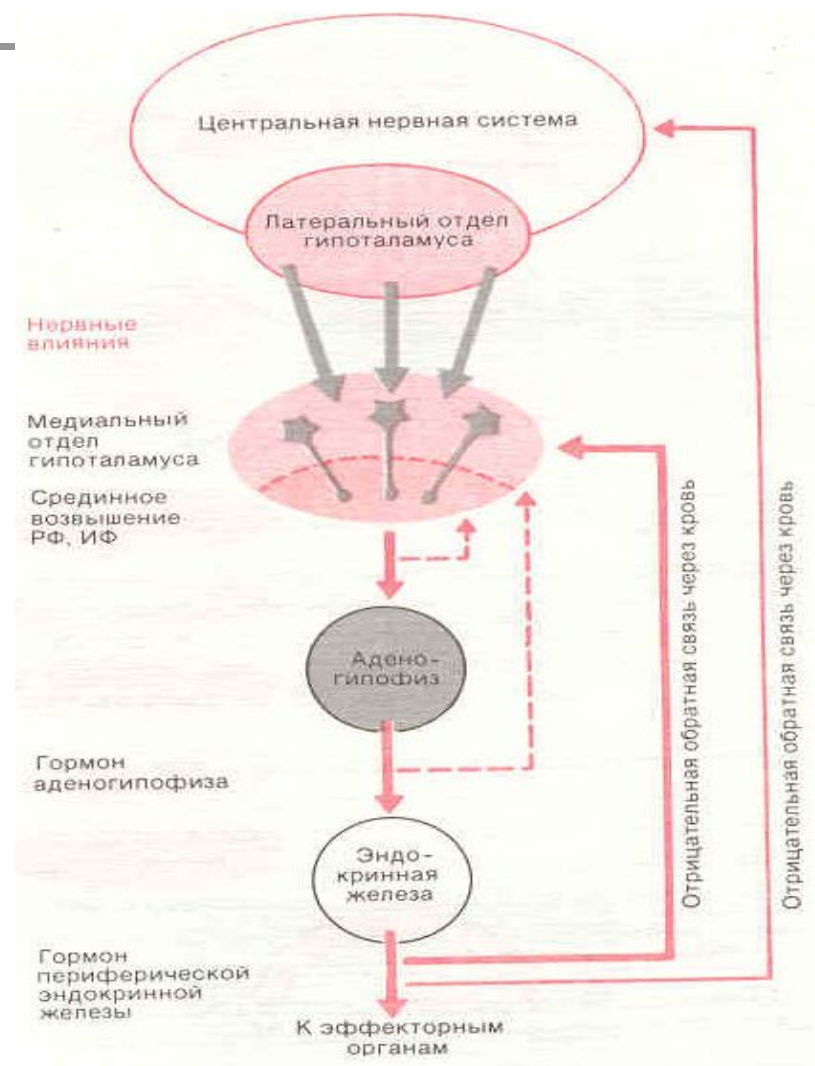 Центральная нервная система
Латеральный отдел
гипоталамуса
Нервные
влияния
Медиальный
отдел
гипоталамуса
Срединное
возвышение
РФ, ИФ
Адено-
гипофиз
Гормон
аденогипофиза
Эндо-
кринная
железа
Гормон
периферической
эндокринной
железы
К эффекторным
органам
Отрицательная обратная связь через кровь
Отрицательная обратная связь через кровь